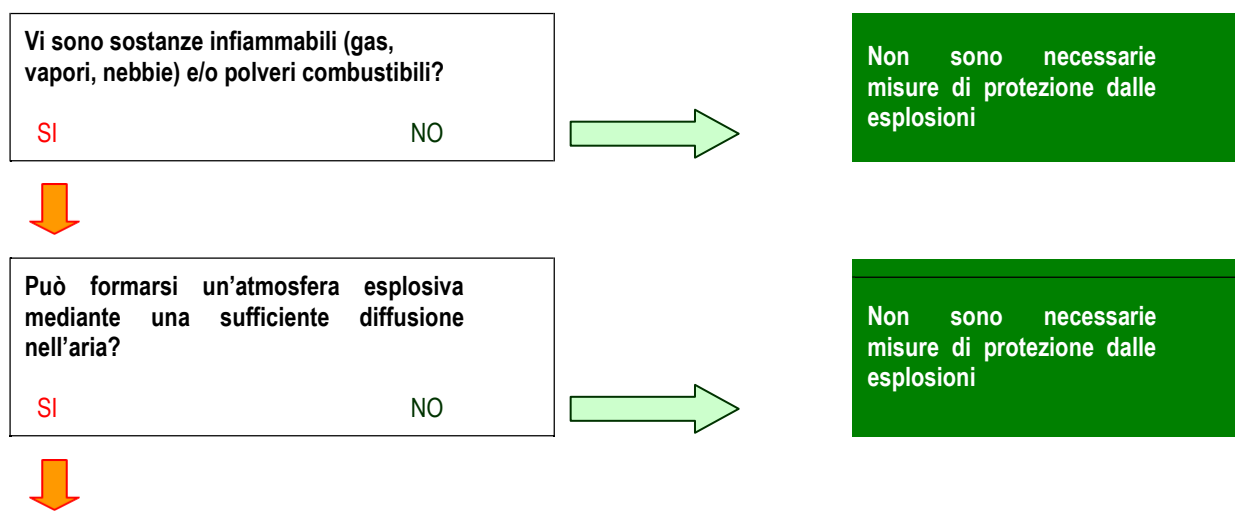 Vi sono sostanze infiammabili (gas,
vapori, nebbie) e/o polveri combustibili?
SI NO
Non sono necessarie
misure di protezione dalle
esplosioni
Può formarsi un'atmosfera esplosiva
mediante una sufficiente diffusione
nell'aria?
SI NO
Non sono necessarie
misure di protezione dalle
esplosioni